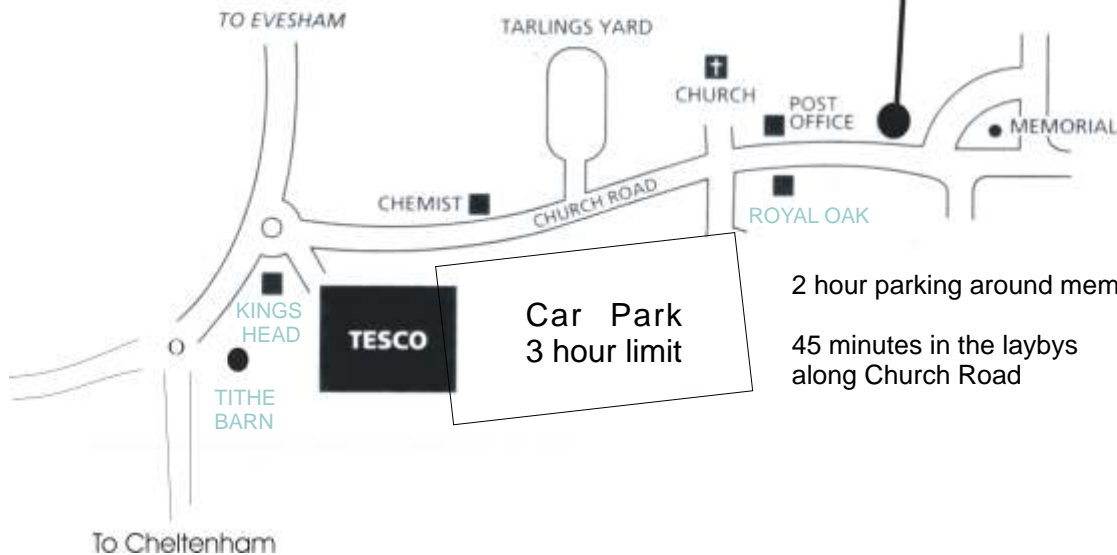 TO EVESHAM
TARLINGS YARD
CHURCH
POST
OFFICE
MEMORIAL
CHEMIST
CHURCH ROAD
ROYAL OAK
KINGS
HEAD
TESCO
Car Park
3 hour limit
2 hour parking around mem
45 minutes in the laybys
along Church Road
TITHE
BARN
To Cheltenham